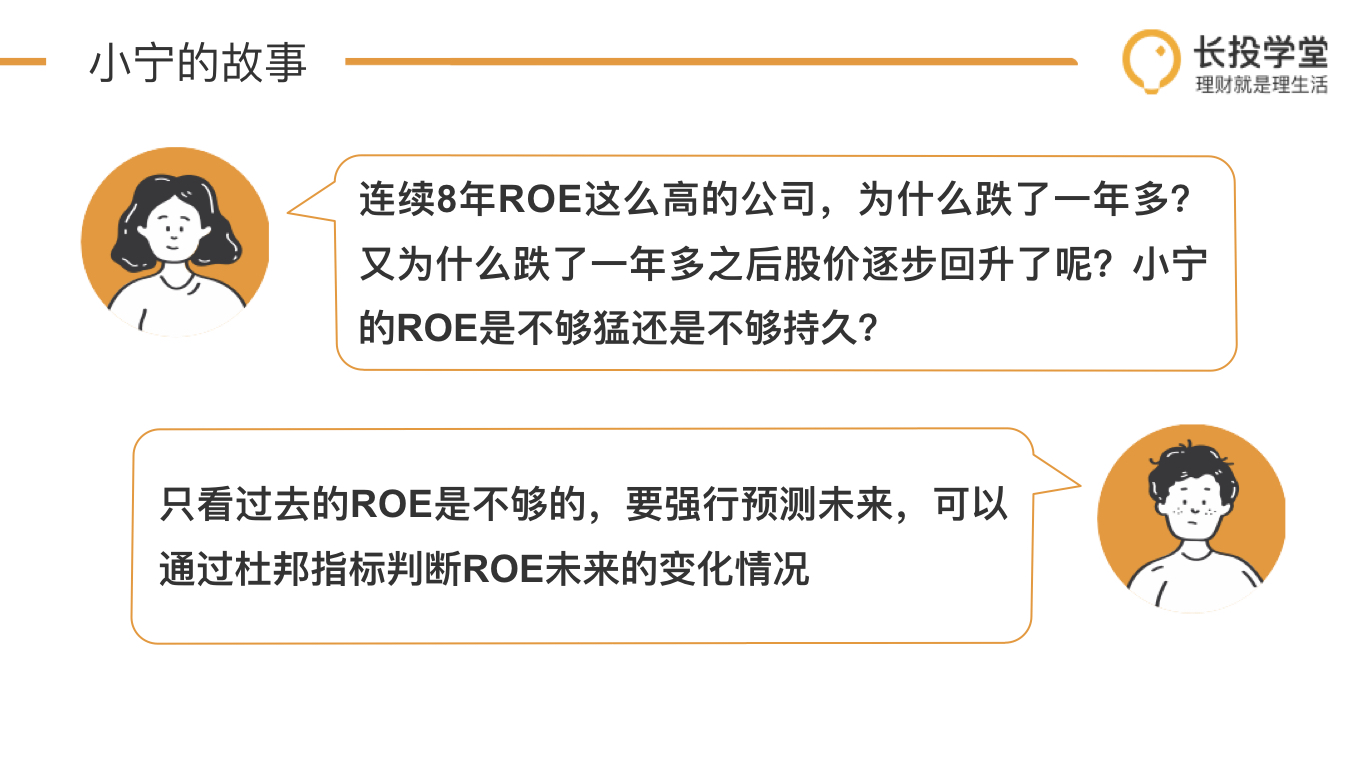 小宁的故事
长投学堂
理财就是理生活
连续8年ROE这么高的公司，为什么跌了一年多？
又为什么跌了一年多之后股价逐步回升了呢？小宁
的ROE是不够猛还是不够持久？
只看过去的ROE是不够的，要强行预测未来，可以
通过杜邦指标判断ROE未来的变化情况